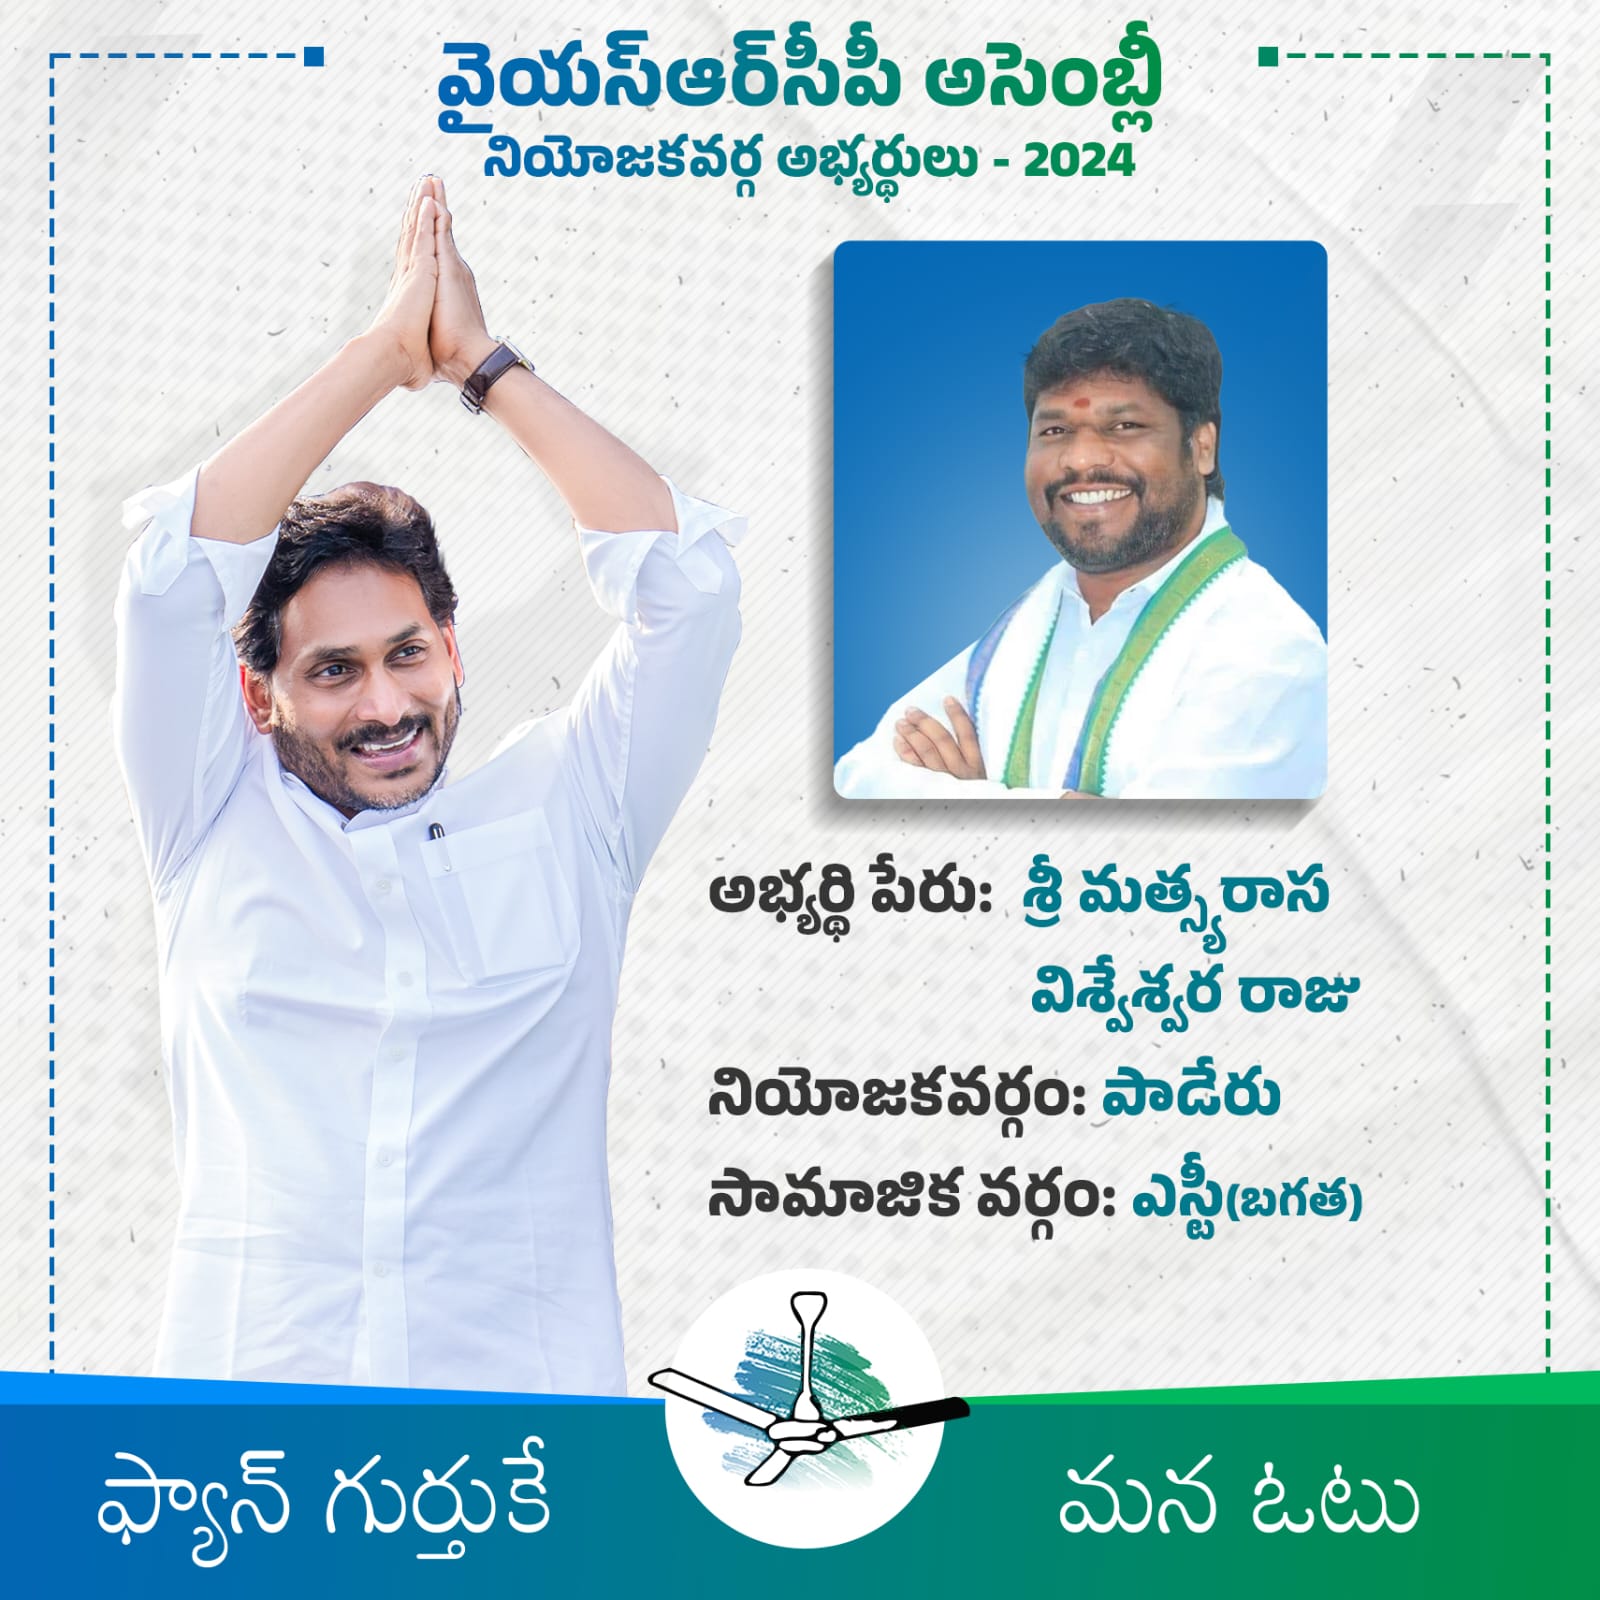 వైయస్ఆర్‌సీపీ అసెంబ్లీ
నియోజకవర్గ అభ్యర్థులు - 2024
అభ్యర్థి పేరు: శ్రీ మత్స్యరాస
విశ్వేశ్వర రాజు
నియోజకవర్గం: పాడేరు
సామాజిక వర్గం: ఎస్టీ(బగత)
ఫ్యాన్ గుర్తుకే మన ఓటు